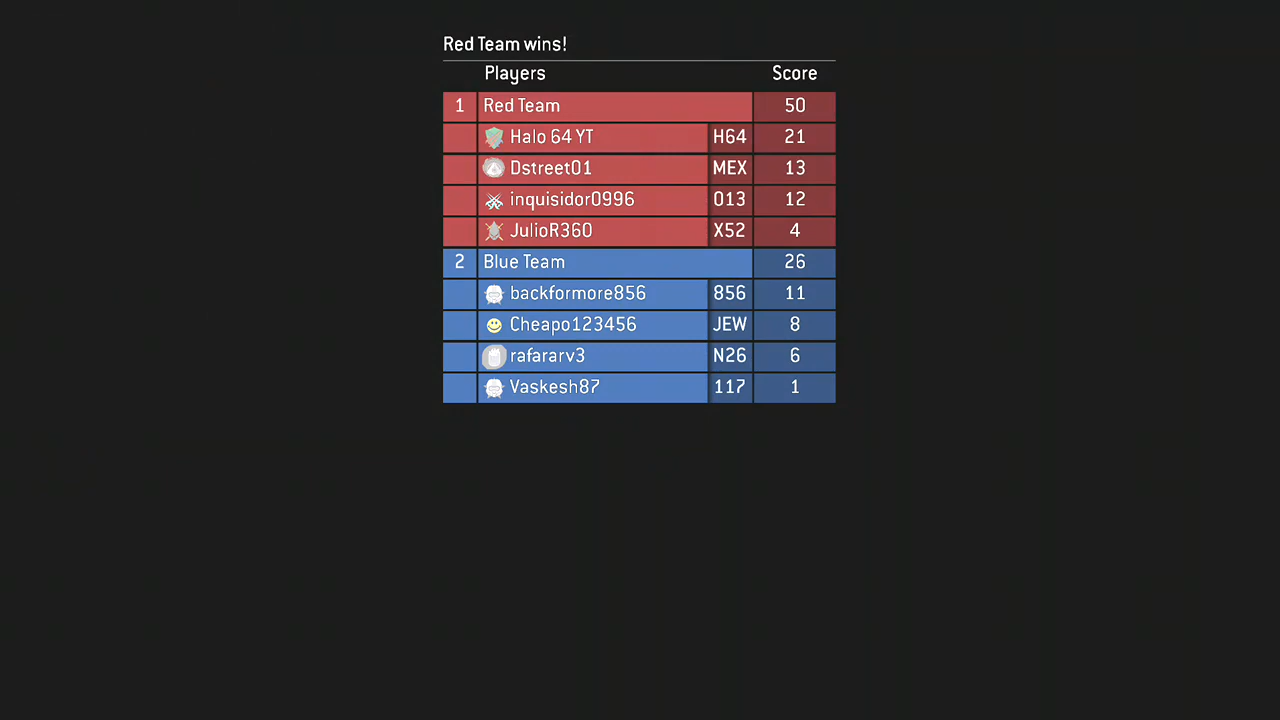 Red Team wins!
Players Score
1 Red Team 50
Halo 64 YT H64 21
Dstreet01 MEX 13
inquisidor0996 013 12
JulioR360 X52 4
2 Blue Team 26
backformore856 856 11
Cheapo123456 JEW 8
rafararv3 N26 6
Vaskesh87 117 1